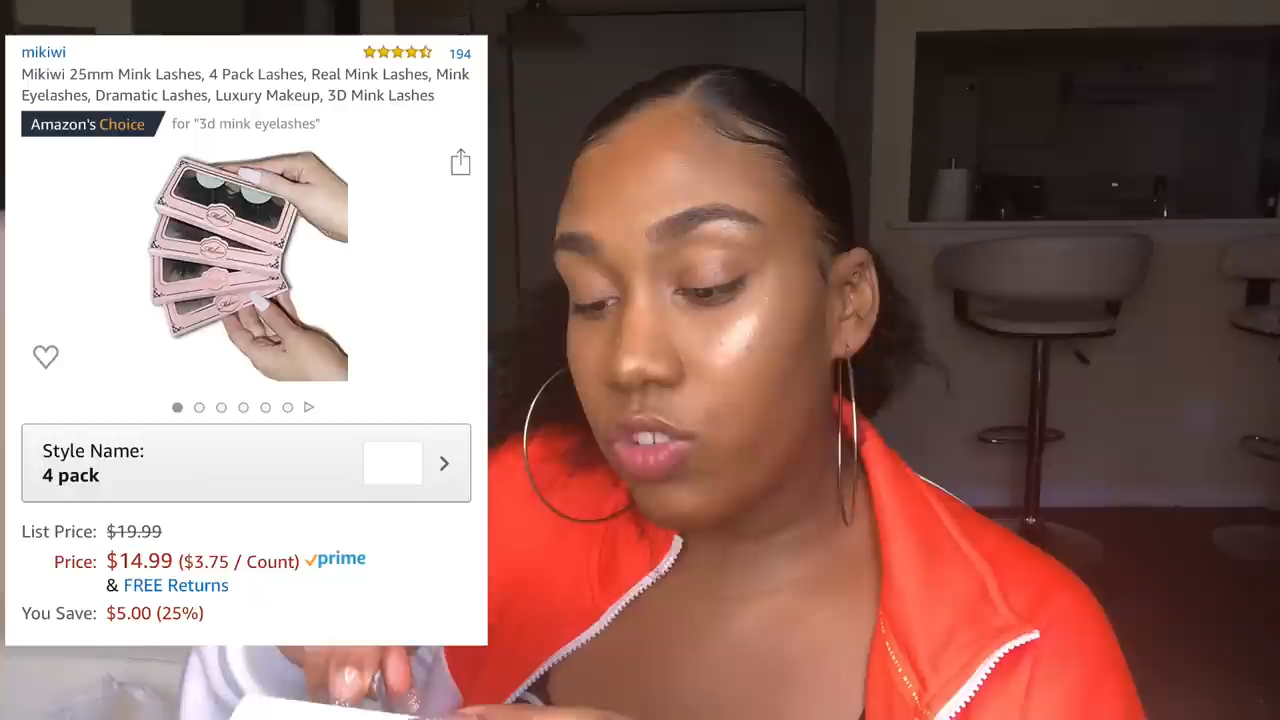 mikiwi
194
Mikiwi 25mm Mink Lashes, 4 Pack Lashes, Real Mink Lashes, Mink
Eyelashes, Dramatic Lashes, Luxury Makeup, 3D Mink Lashes
Amazon's Choice for "3d mink eyelashes"
Style Name:
4 pack
List Price: $19.99
Price: $14.99 ($3.75 / Count) prime
& FREE Returns
You Save: $5.00 (25%)